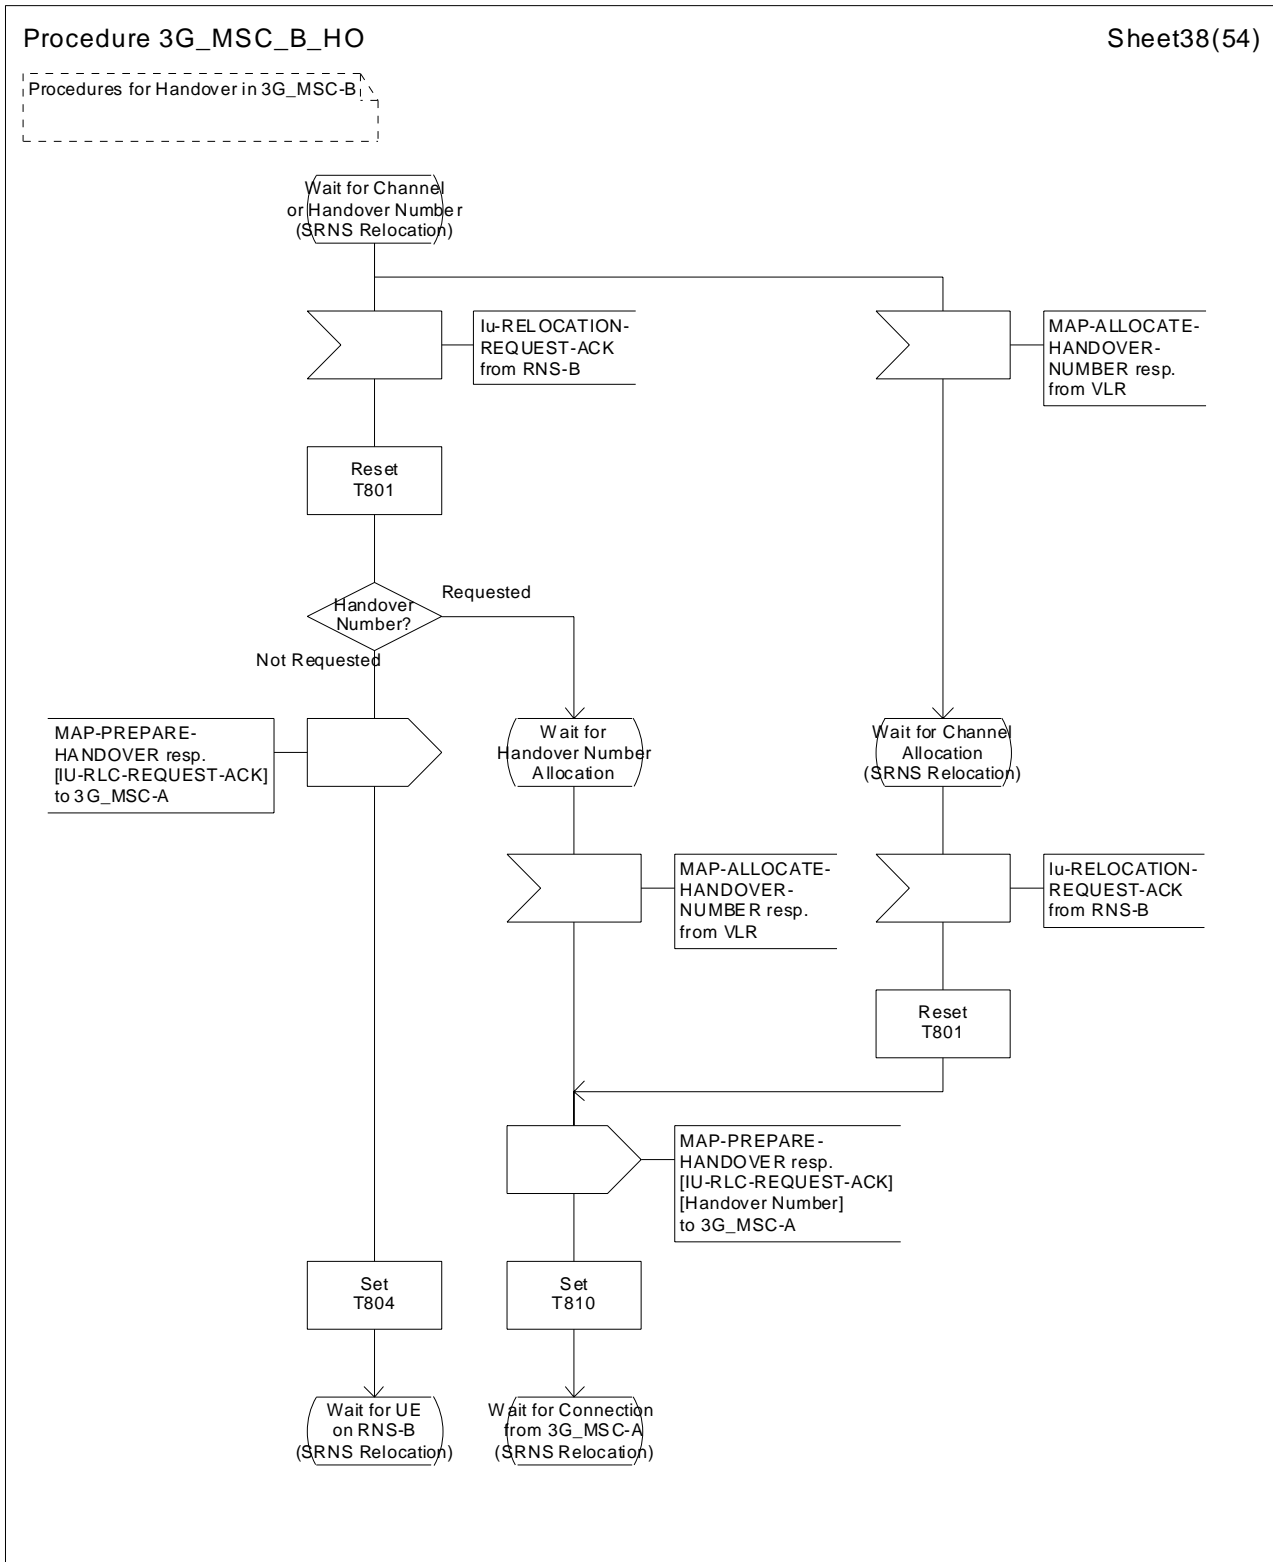 Procedure 3G_MSC_B_HO
Sheet38(54)
Procedures for Handover in 3G_MSC-B
Wait for Channel
or Handover Number
(SRNS Relocation)
Iu-RELOCATION-
REQUEST-ACK
from RNS-B
MAP-ALLOCATE-
HANDOVER-
NUMBER resp.
from VLR
Reset
T801
Handover
Number?
Requested
Not Requested
MAP-PREPARE-
HANDOVER resp.
[IU-RLC-REQUEST-ACK]
to 3G_MSC-A
Wait for
Handover Number
Allocation
Wait for Channel
Allocation
(SRNS Relocation)
MAP-ALLOCATE-
HANDOVER-
NUMBER resp.
from VLR
Iu-RELOCATION-
REQUEST-ACK
from RNS-B
Reset
T801
MAP-PREPARE-
HANDOVER resp.
[IU-RLC-REQUEST-ACK]
[Handover Number]
to 3G_MSC-A
Set
T804
Set
T810
Wait for UE
on RNS-B
(SRNS Relocation)
Wait for Connection
from 3G_MSC-A
(SRNS Relocation)